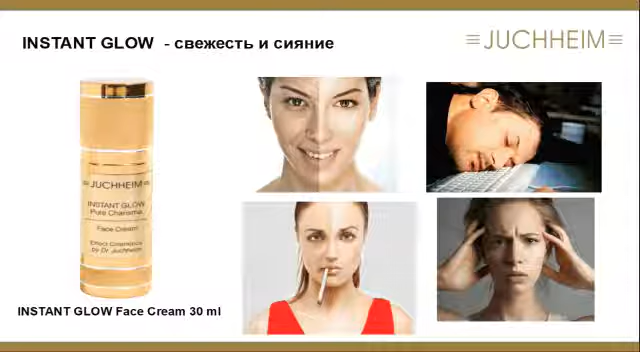 INSTANT GLOW - свежесть и сияние
JUCHHEIM
JUCHHEIM
INSTANT GLOW
Pure Charisma
Face Cream
Effect Cosmetics
by Dr. Juchheim
INSTANT GLOW Face Cream 30 ml